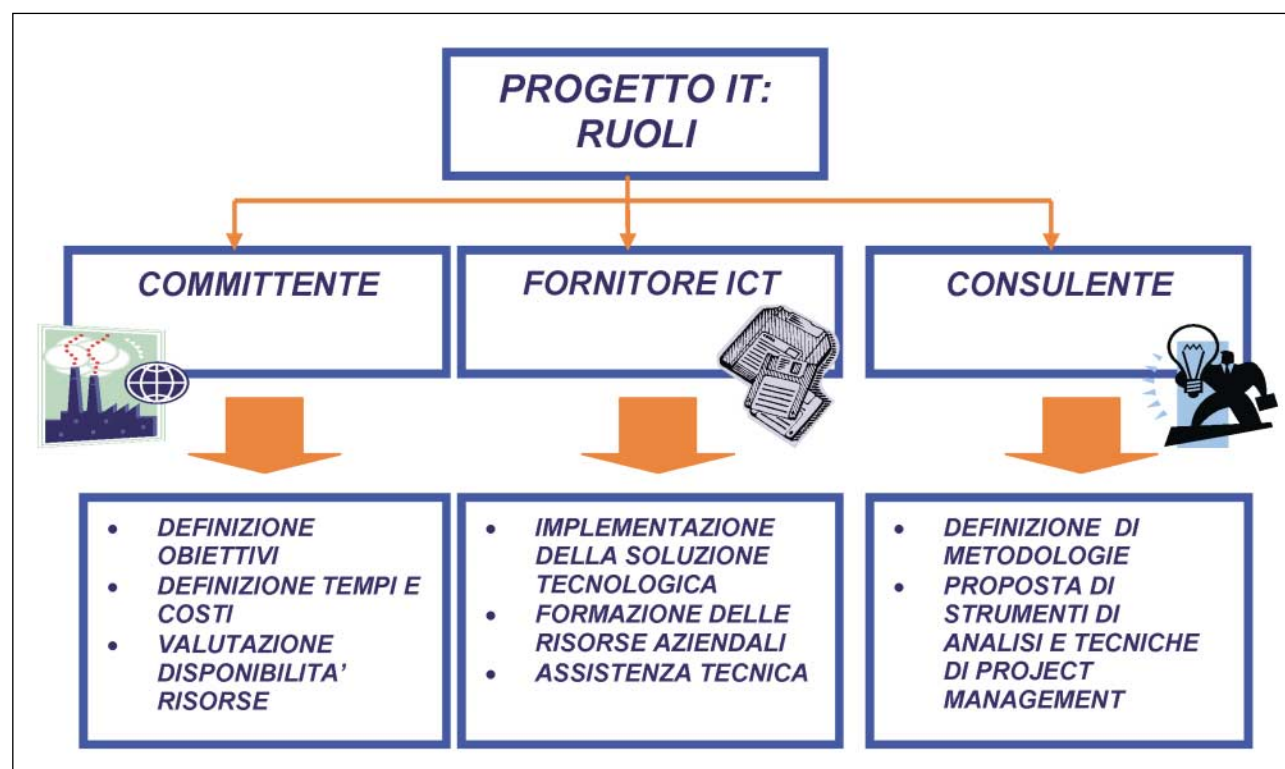 PROGETTO IT:
RUOLI
COMMITTENTE
FORNITORE ICT
CONSULENTE
• DEFINIZIONE
OBIETTIVI
• DEFINIZIONE TEMPI E
COSTI
• VALUTAZIONE
DISPONIBILITA’
RISORSE
• IMPLEMENTAZIONE
DELLA SOLUZIONE
TECNOLOGICA
• FORMAZIONE DELLE
RISORSE AZIENDALI
• ASSISTENZA TECNICA
• DEFINIZIONE DI
METODOLOGIE
• PROPOSTA DI
STRUMENTI DI
ANALISI E TECNICHE
DI PROJECT
MANAGEMENT